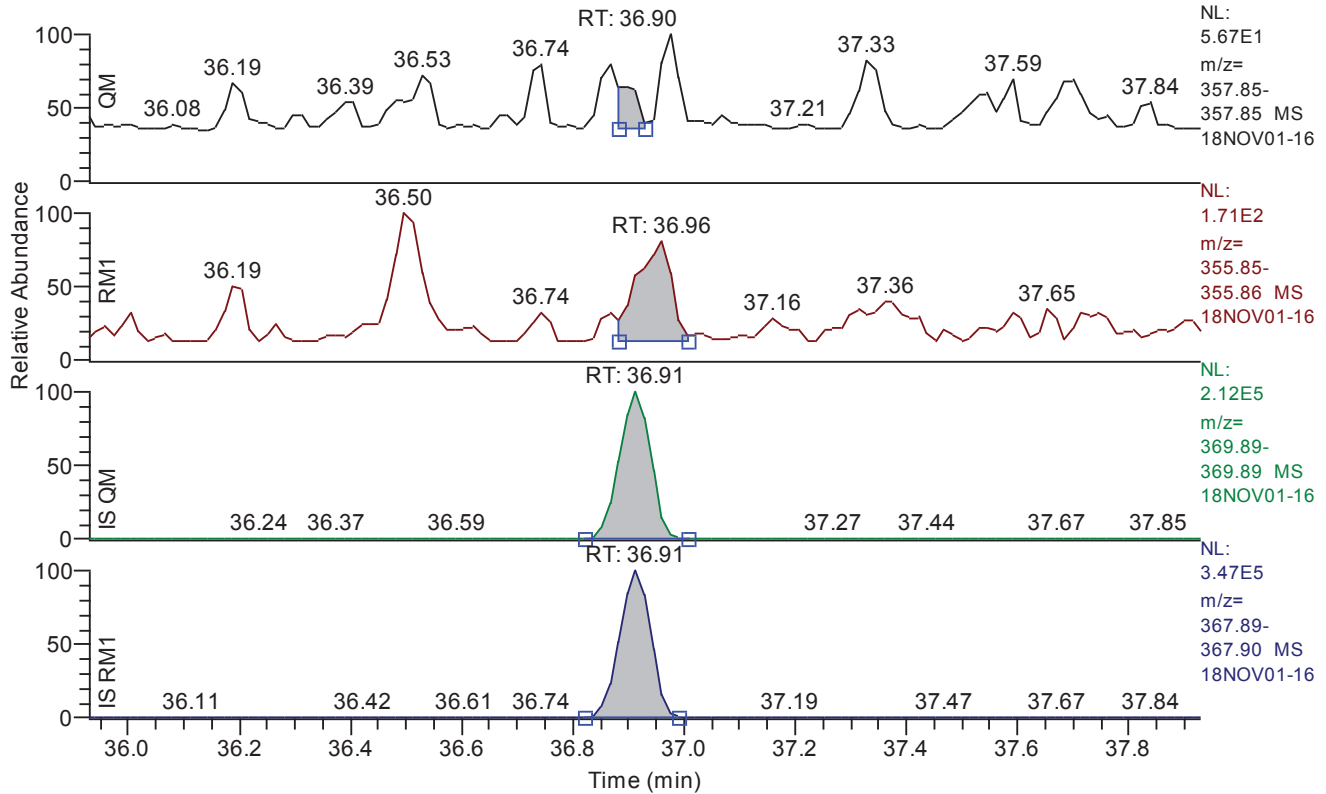 RT: 36.90
100
36.74
37.33
36.53
37.59
36.19
36.39
37.84
36.08
37.21
50
0
QM
NL:
5.67E1
m/z=
357.85-
357.85 MS
18NOV01-16
36.50
100
RT: 36.96
36.19
36.74
37.16
37.36
37.65
50
0
RM1
NL:
1.71E2
m/z=
355.85-
355.86 MS
18NOV01-16
Relative Abundance
RT: 36.91
100
50
36.24 36.37 36.59 37.27 37.44 37.67 37.85
0
IS QM
NL:
2.12E5
m/z=
369.89-
369.89 MS
18NOV01-16
RT: 36.91
100
50
36.11 36.42 36.61 36.74 37.19 37.47 37.67 37.84
0
IS RM1
NL:
3.47E5
m/z=
367.89-
367.90 MS
18NOV01-16
36.0 36.2 36.4 36.6 36.8 37.0 37.2 37.4 37.6 37.8
Time (min)